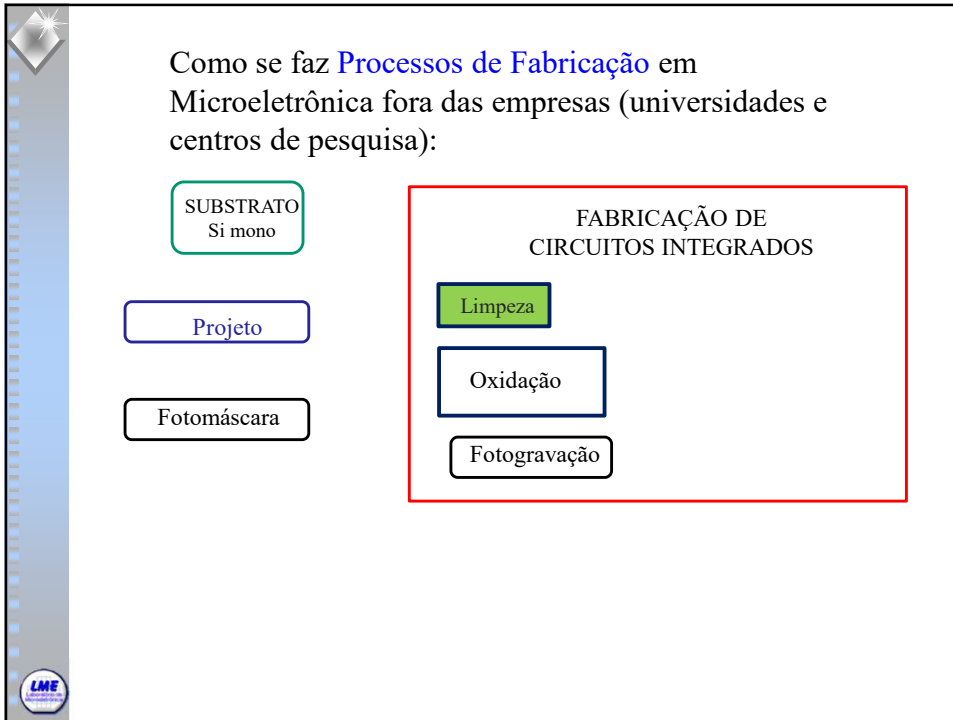 Como se faz Processos de Fabricação em
Microeletrônica fora das empresas (universidades e
centros de pesquisa):
SUBSTRATO
Si mono
Projeto
Fotomáscara
FABRICAÇÃO DE
CIRCUITOS INTEGRADOS
Limpeza
Oxidação
Fotogravação
LME